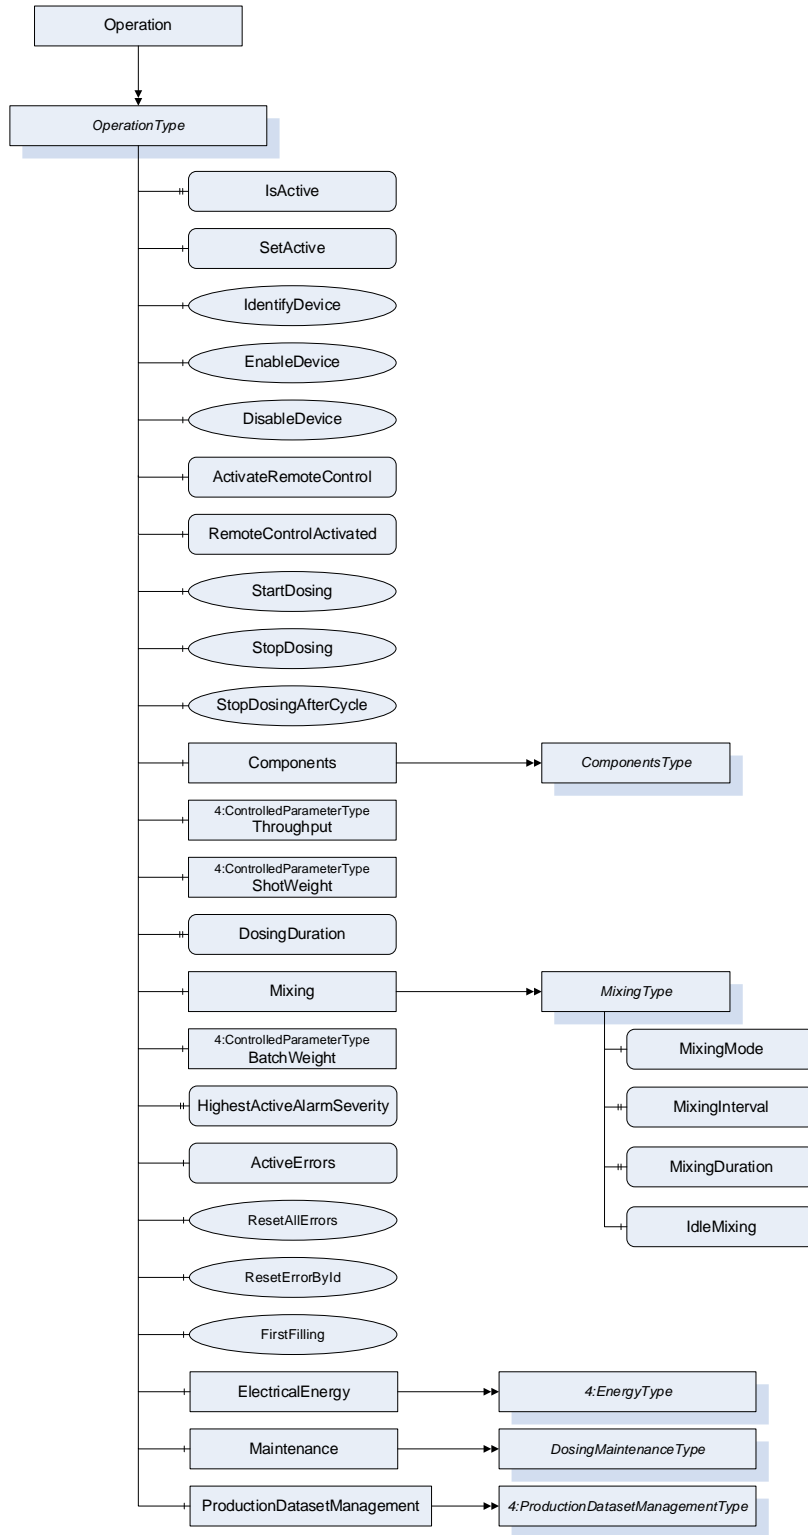 Operation
OperationType
IsActive
SetActive
IdentifyDevice
EnableDevice
DisableDevice
ActivateRemoteControl
RemoteControlActivated
StartDosing
StopDosing
StopDosingAfterCycle
Components
ComponentsType
4:ControlledParameterType
Throughput
4:ControlledParameterType
ShotWeight
DosingDuration
Mixing
MixingType
4:ControlledParameterType
BatchWeight
MixingMode
HighestActiveAlarmSeverity
MixingInterval
ActiveErrors
MixingDuration
ResetAllErrors
IdleMixing
ResetErrorById
FirstFilling
ElectricalEnergy
4:EnergyType
Maintenance
DosingMaintenanceType
ProductionDatasetManagement
4:ProductionDatasetManagementType